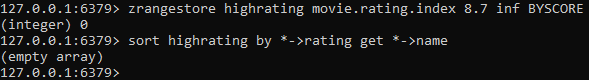 127.0.0.1:6379> zrangestore highrating movie.rating.index 8.7 inf BYSCORE
(integer) 0
127.0.0.1:6379> sort highrating by *->rating get *->name
(empty array)
127.0.0.1:6379>